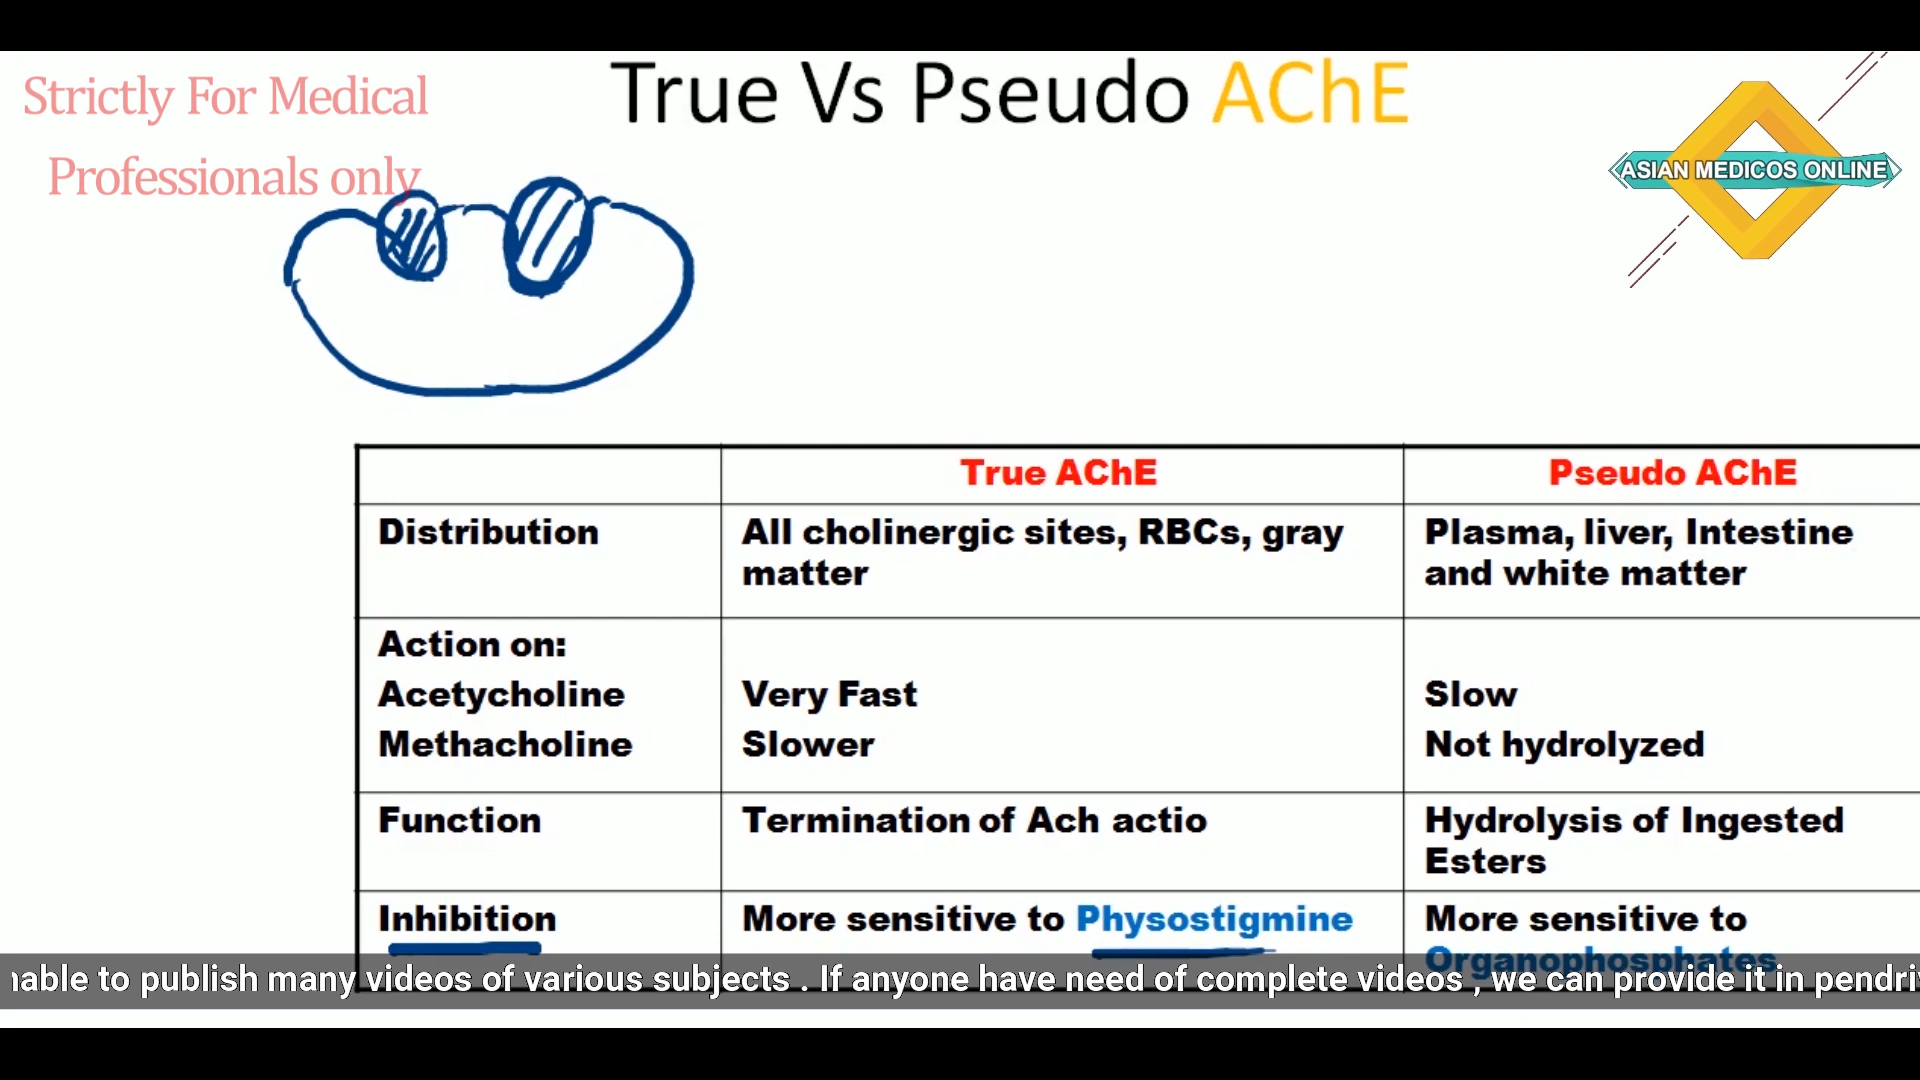 Strictly For Medical
Professionals only
True Vs Pseudo AChE
ASIAN MEDICOS ONLINE
True AChE
Pseudo AChE
Distribution
All cholinergic sites, RBCs, gray
matter
Plasma, liver, Intestine
and white matter
Action on:
Acetycholine
Very Fast
Slow
Methacholine
Slower
Not hydrolyzed
Function
Termination of Ach actio
Hydrolysis of Ingested
Esters
Inhibition
More sensitive to Physostigmine
More sensitive to
Organophosphates
to publish many videos of various subjects . If anyone have need of complete videos , we can provide it in